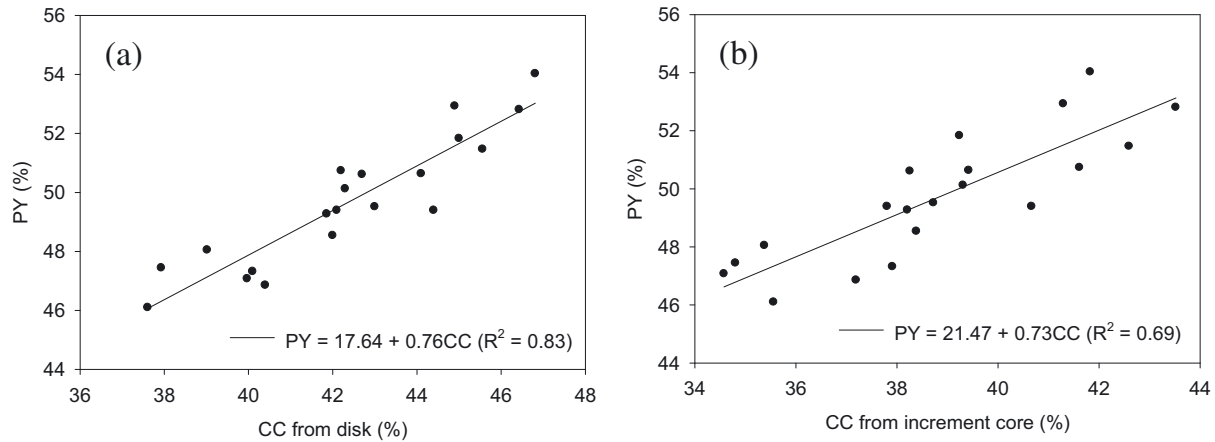 (a)
PY (%)
56
54
52
50
48
46
44
PY = 17.64 + 0.76CC (R² = 0.83)
36 38 40 42 44 46 48
CC from disk (%)
(b)
PY (%)
56
54
52
50
48
46
44
PY = 21.47 + 0.73CC (R² = 0.69)
34 36 38 40 42 44
CC from increment core (%)